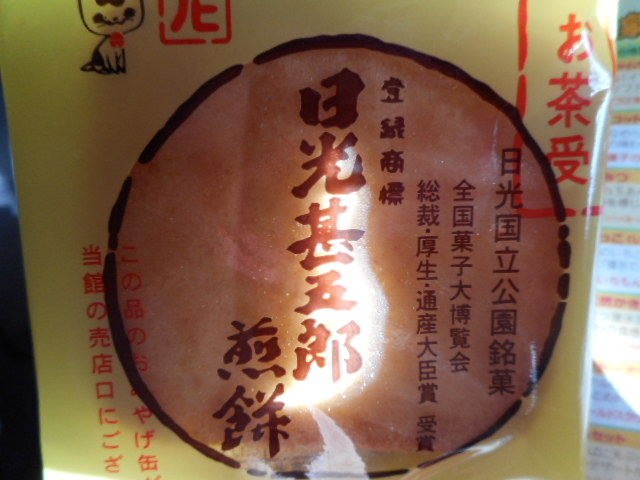 お茶受
日光国立公園銘菓
全国菓子大博覧会
総裁・厚生・通産大臣賞 受賞
登録商標
日光甚五郎
煎餅
この品のお
やげ缶が
当館の売店口にござ